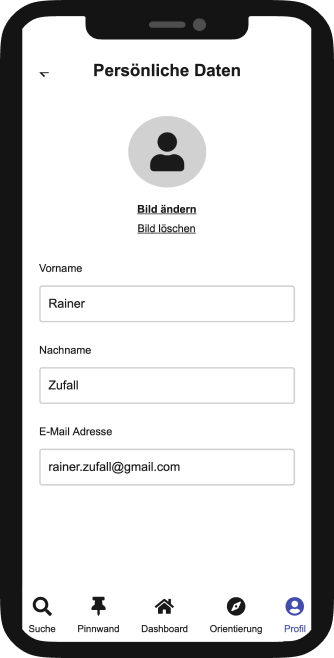 Persönliche Daten
Bild ändern
Bild löschen
Vorname
Rainer
Nachname
Zufall
E-Mail Adresse
rainer.zufall@gmail.com
Suche Pinnwand Dashboard Orientierung Profil